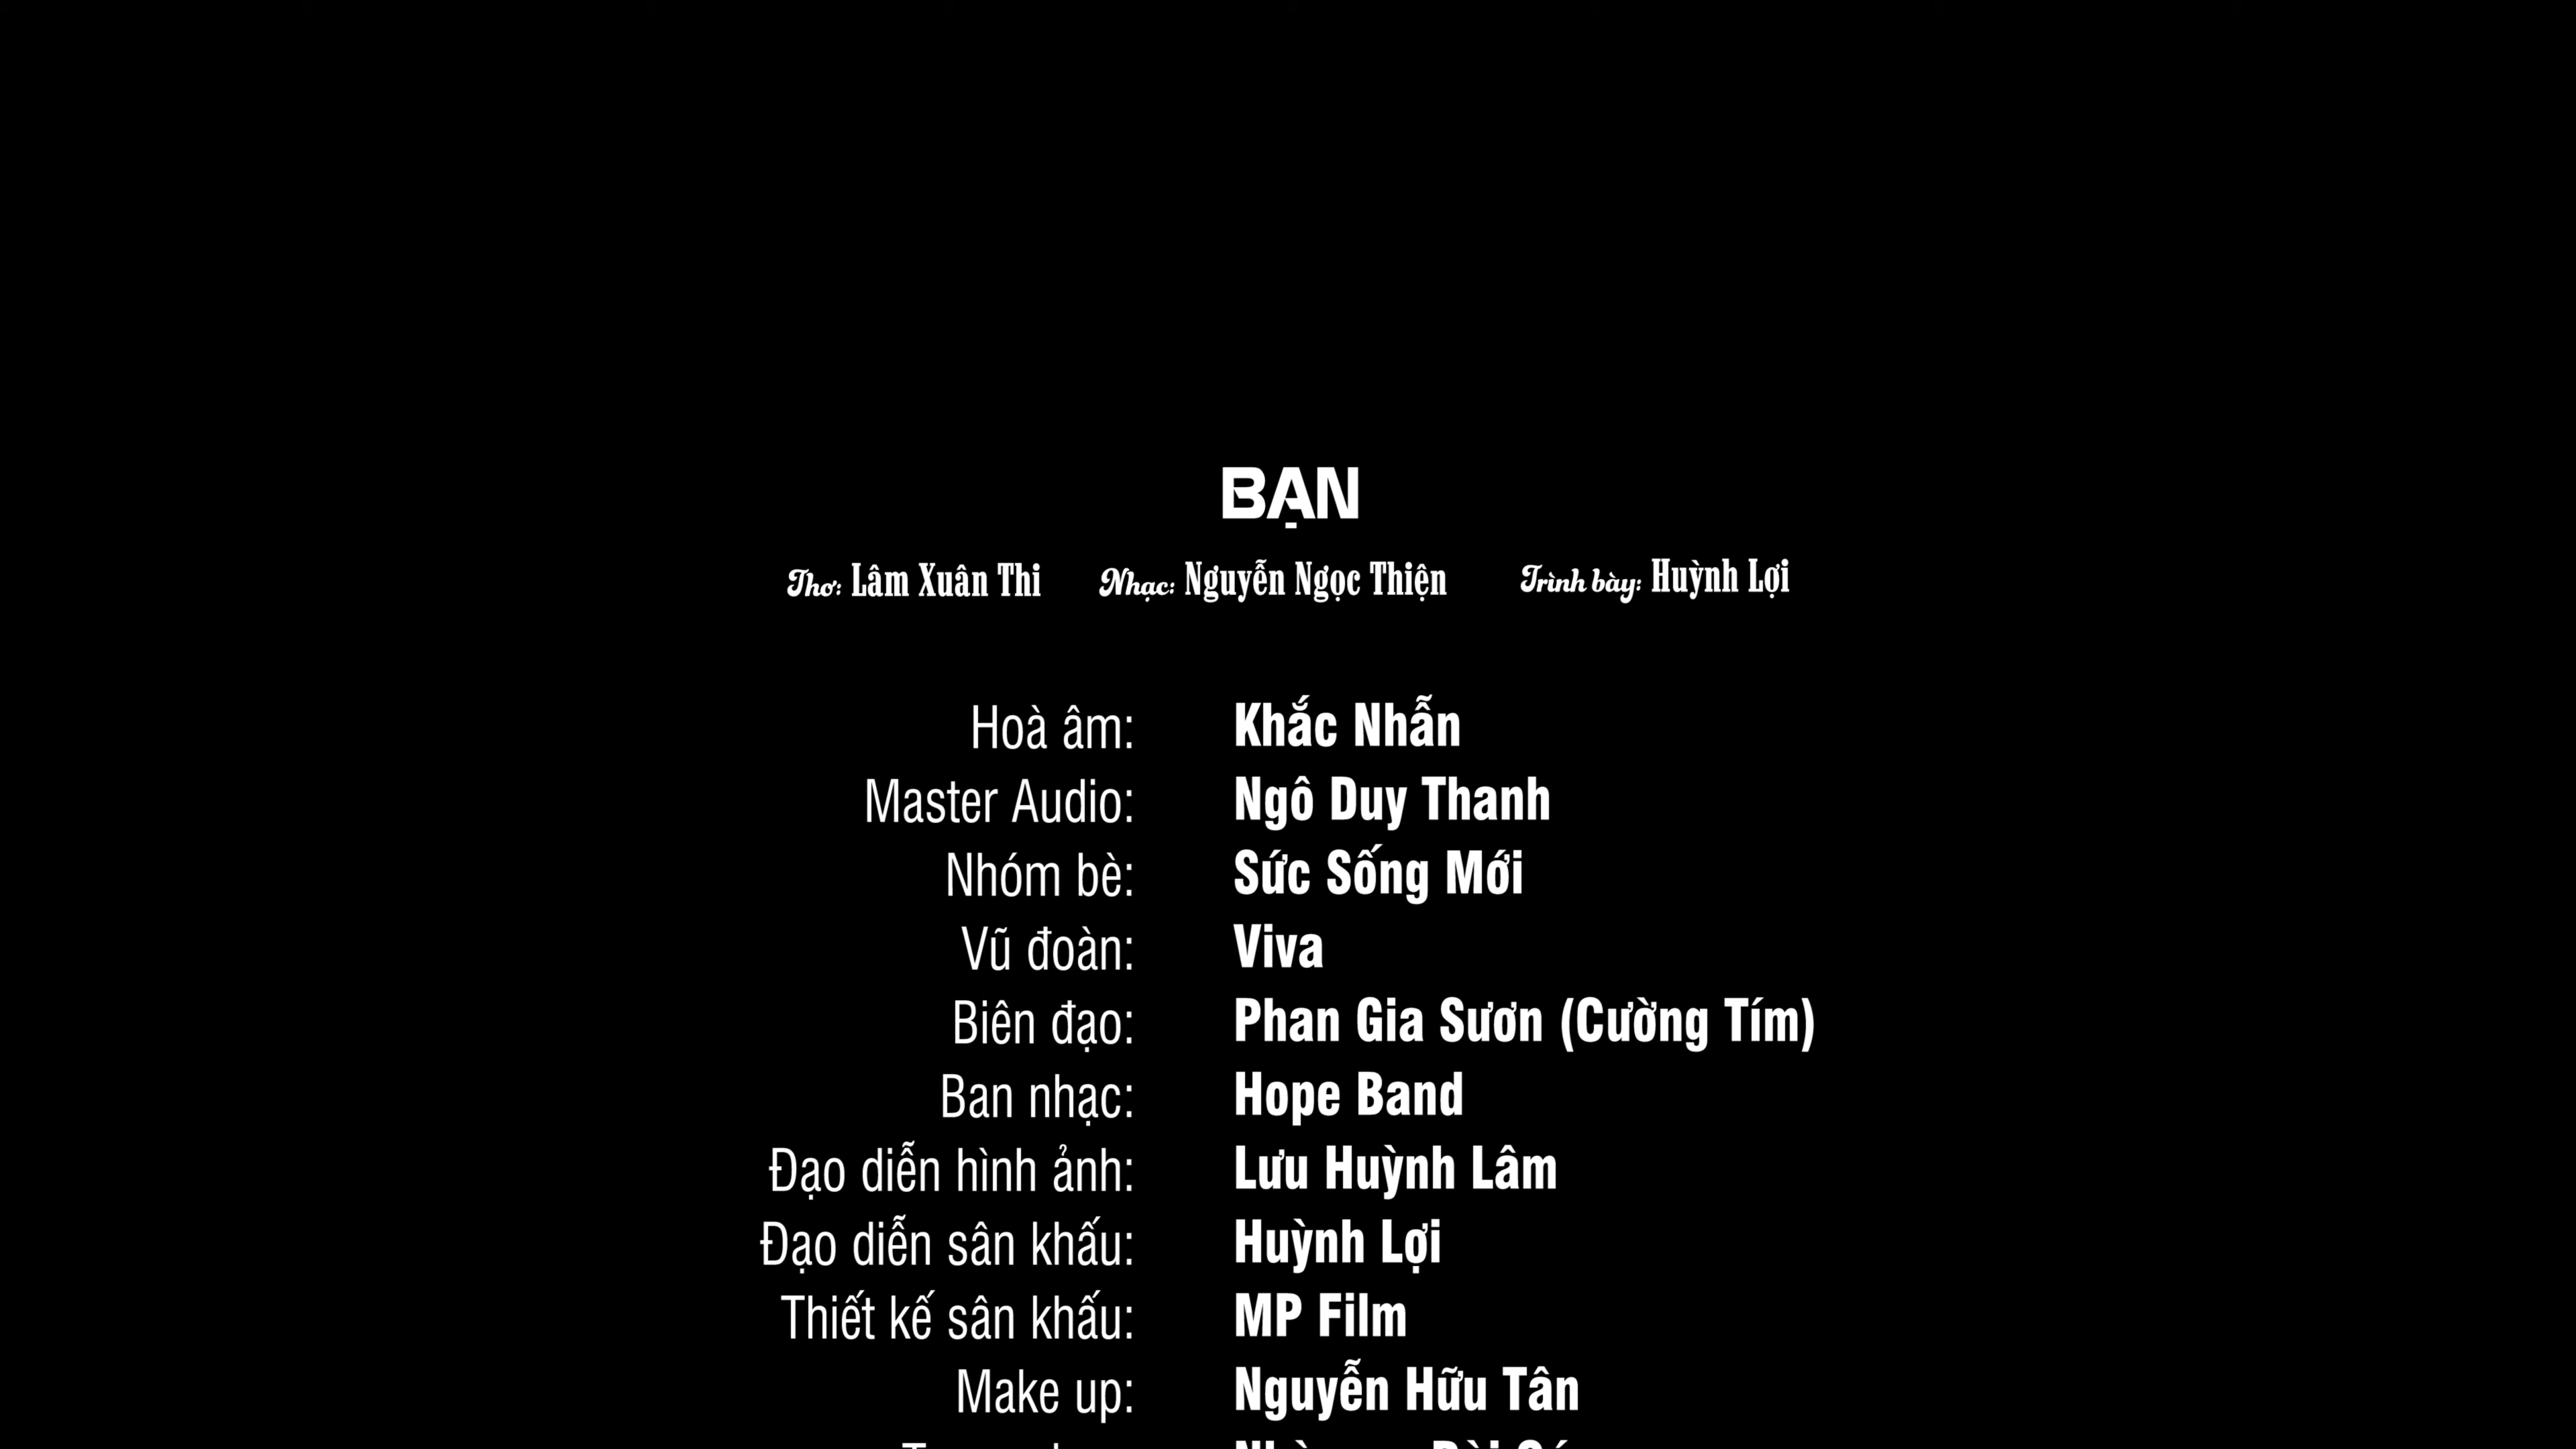 BẠN
Thơ: Lâm Xuân Thi Nhạc: Nguyễn Ngọc Thiện Trình bày: Huỳnh Lợi
Hoà âm: Khắc Nhẫn
Master Audio: Ngô Duy Thanh
Nhóm bè: Sức Sống Mới
Vũ đoàn: Viva
Biên đạo: Phan Gia Sươn (Cường Tím)
Ban nhạc: Hope Band
Đạo diễn hình ảnh: Lưu Huỳnh Lâm
Đạo diễn sân khấu: Huỳnh Lợi
Thiết kế sân khấu: MP Film
Make up: Nguyễn Hữu Tân